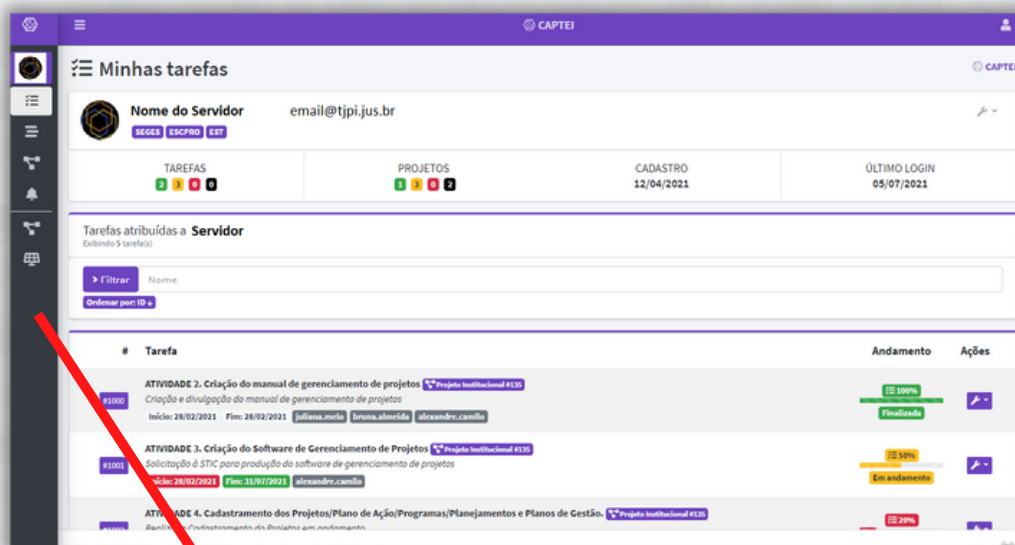 CAPTEI
Minhas tarefas
CAPTEI
Nome do Servidor email@tjpi.jus.br
SEGES ESCPRO EST
TAREFAS PROJETOS CADASTRO ÚLTIMO LOGIN
2 3 0 0 1 3 0 2 12/04/2021 05/07/2021
Tarefas atribuídas a Servidor
Exibindo 5 tarefa(s)
Filtrar Nome
Ordenar por: ID
# Tarefa Andamento Ações
ATIVIDADE 2. Criação do manual de gerenciamento de projetos Projeto Institucional #135
#1000 Criação e divulgação do manual de gerenciamento de projetos 100%
Início: 28/02/2021 Fim: 28/02/2021 juliana.melo bruna.almeida alexandre.camilo Finalizada
ATIVIDADE 3. Criação do Software de Gerenciamento de Projetos Projeto Institucional #135
#1001 Solicitação à STIC para produção do software de gerenciamento de projetos 50%
Início: 28/02/2021 Fim: 31/07/2021 alexandre.camilo Em andamento
ATIVIDADE 4. Cadastramento dos Projetos/Plano de Ação/Programas/Planejamentos e Planos de Gestão. Projeto Institucional #135
Cadastramento do Projetos em andamento 20%